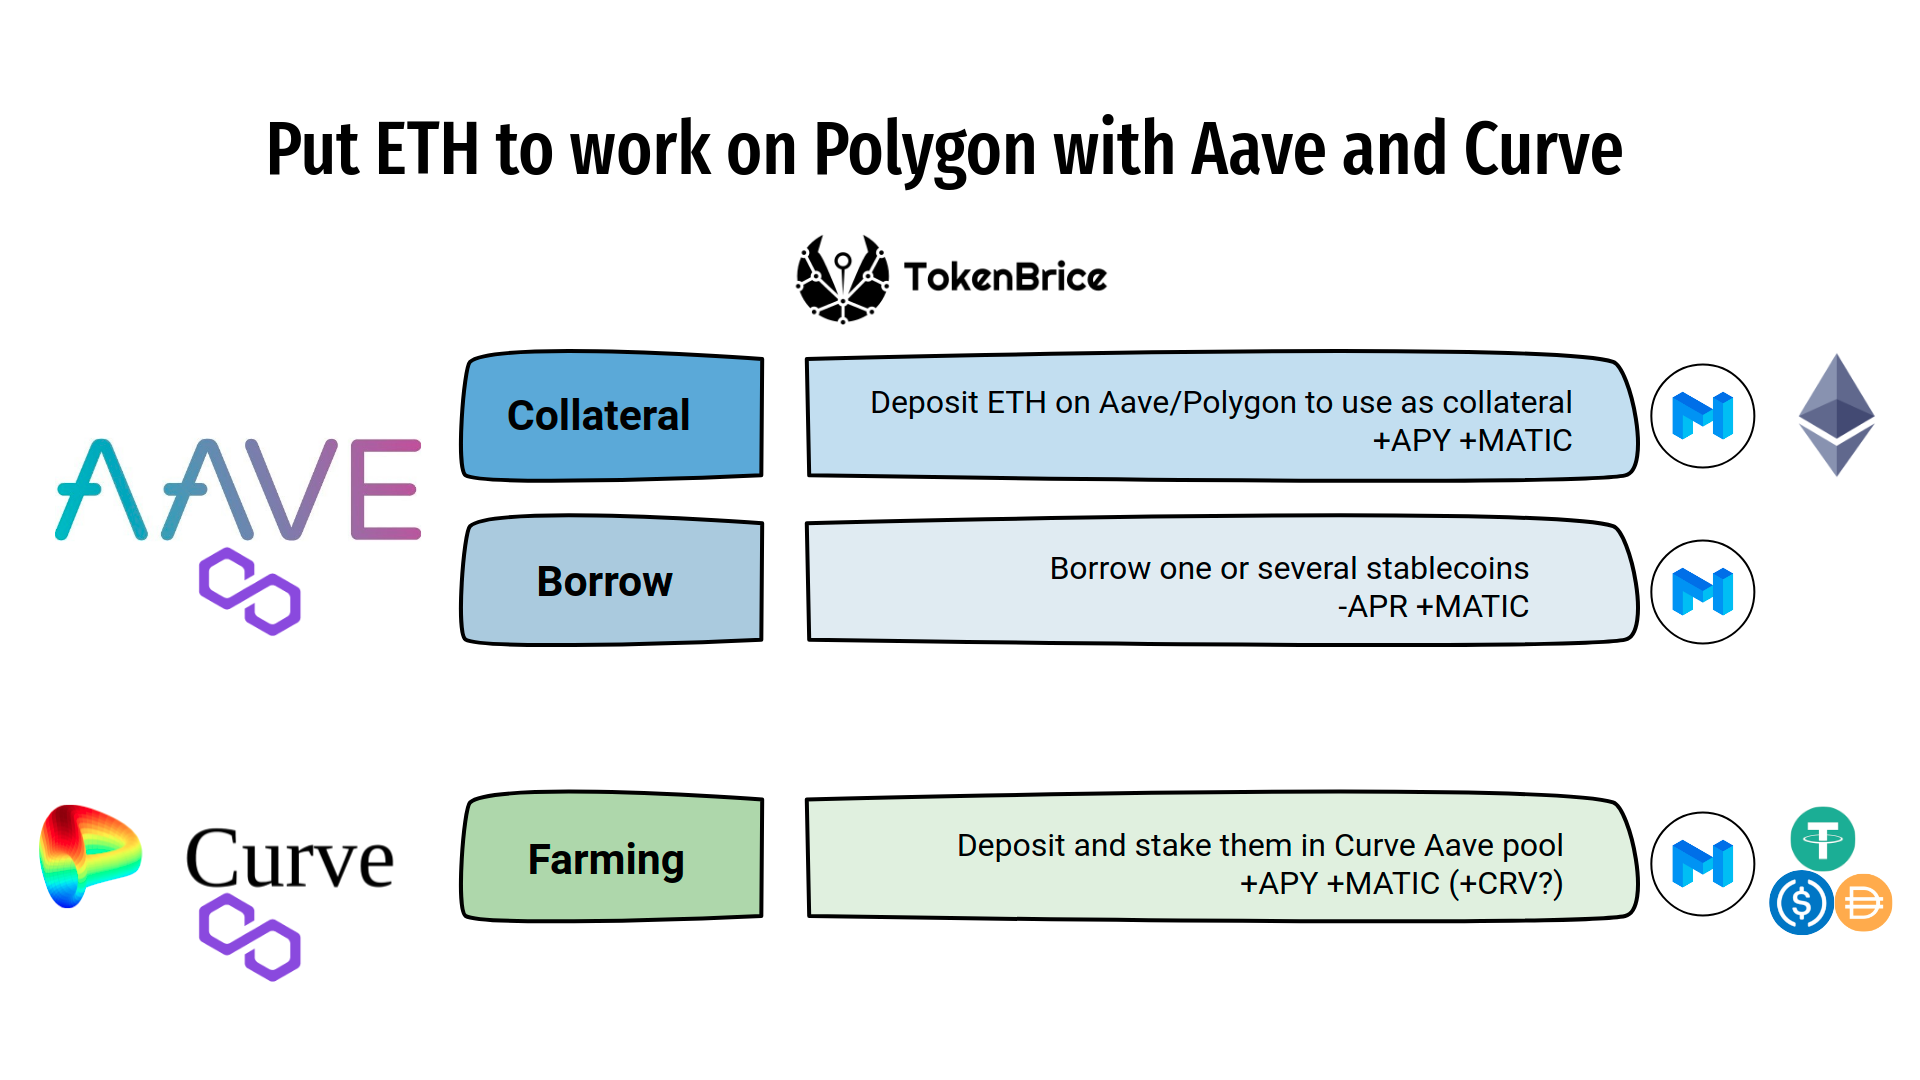 Put ETH to work on Polygon with Aave and Curve
TokenBrice
Collateral
Deposit ETH on Aave/Polygon to use as collateral
+APY +MATIC
AAVE
Borrow
Borrow one or several stablecoins
-APR +MATIC
Curve
Farming
Deposit and stake them in Curve Aave pool
+APY +MATIC (+CRV?)